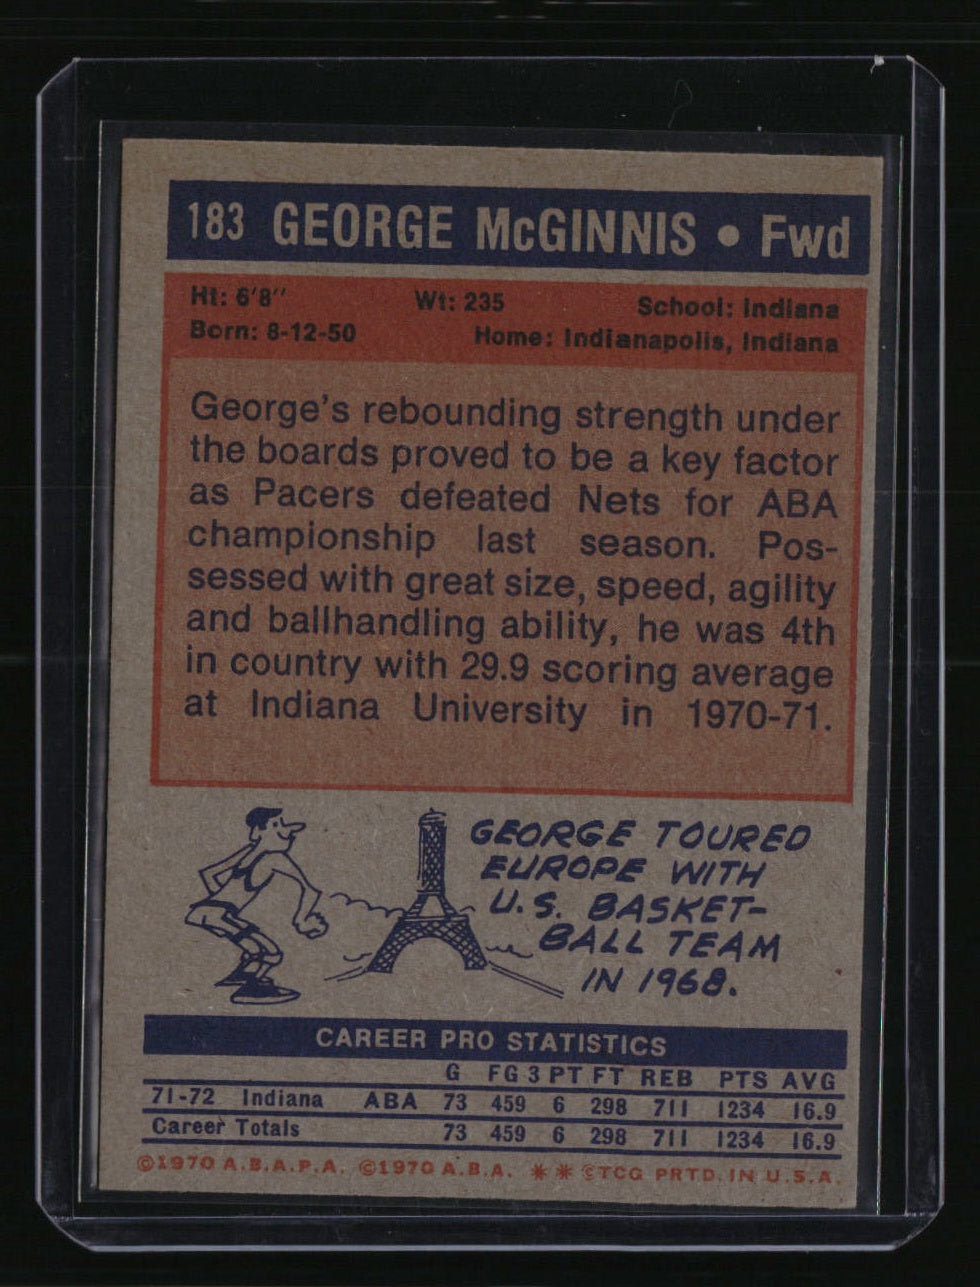 183 GEORGE McGINNIS • Fwd
Ht: 6'8" Wt: 235 School: Indiana
Born: 8-12-50 Home: Indianapolis, Indiana
George's rebounding strength under
the boards proved to be a key factor
as Pacers defeated Nets for ABA
championship last season. Pos-
sessed with great size, speed, agility
and ballhandling ability, he was 4th
in country with 29.9 scoring average
at Indiana University in 1970-71.
GEORGE TOURED
EUROPE WITH
U.S. BASKET-
BALL TEAM
IN 1968.
CAREER PRO STATISTICS
G FG 3 PT FT REB PTS AVG
71-72 Indiana ABA 73 459 6 298 711 1234 16.9
Career Totals 73 459 6 298 711 1234 16.9
©1970 A.B.A.P.A. ©1970 A.B.A. ** ©TCG PRTD. IN U.S.A.